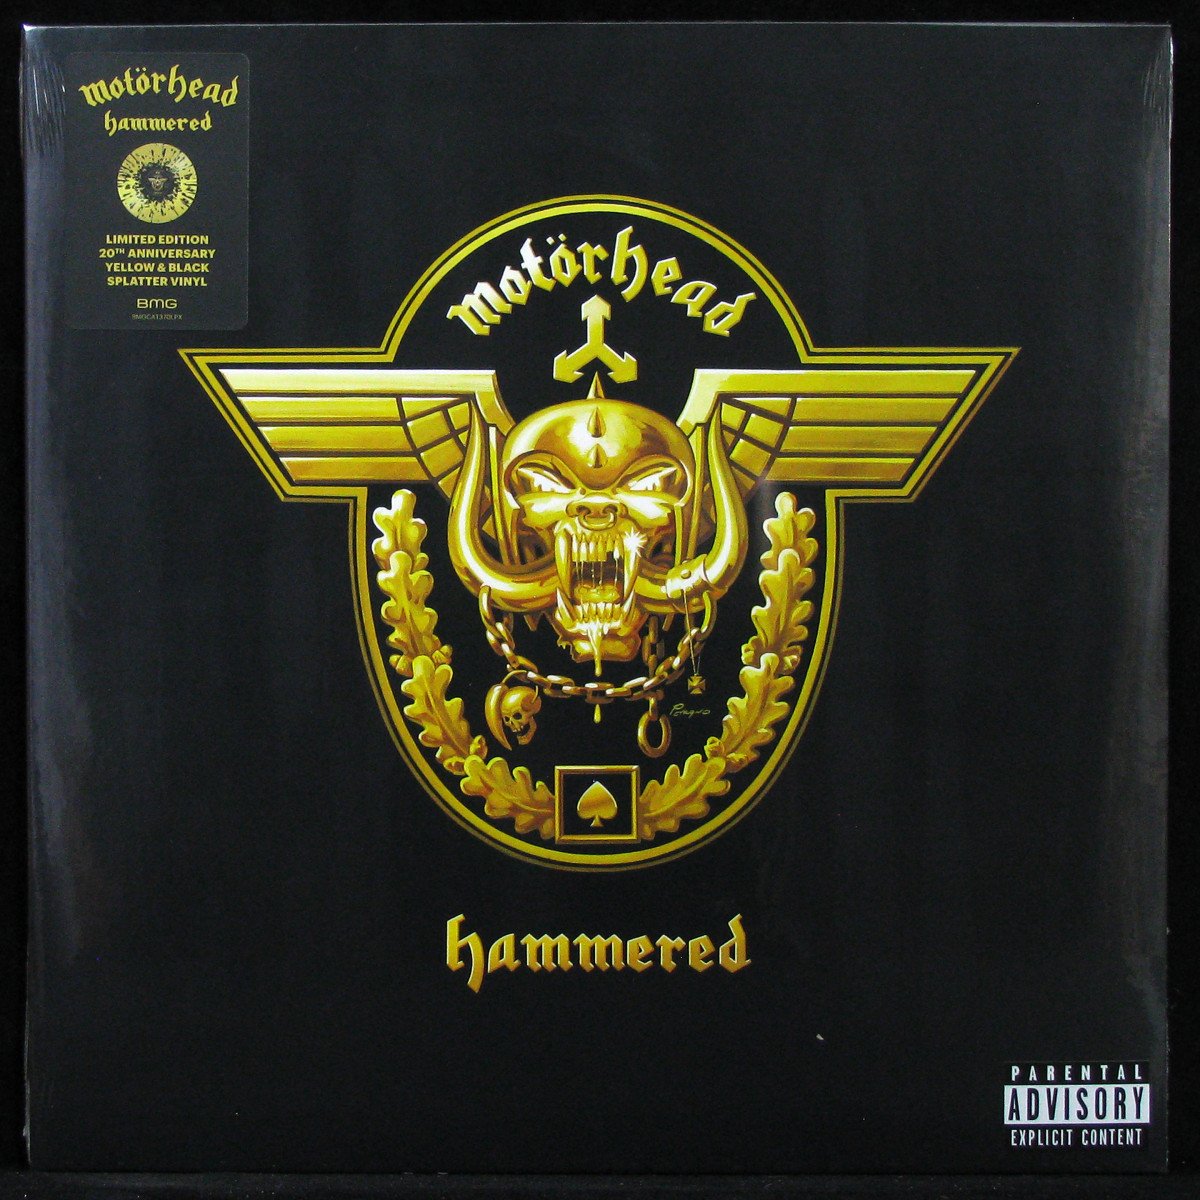 motörhead
hammered
LIMITED EDITION
20TH ANNIVERSARY
YELLOW & BLACK
SPLATTER VINYL
BMG
motörhead
hammered
PARENTAL
ADVISORY
EXPLICIT CONTENT